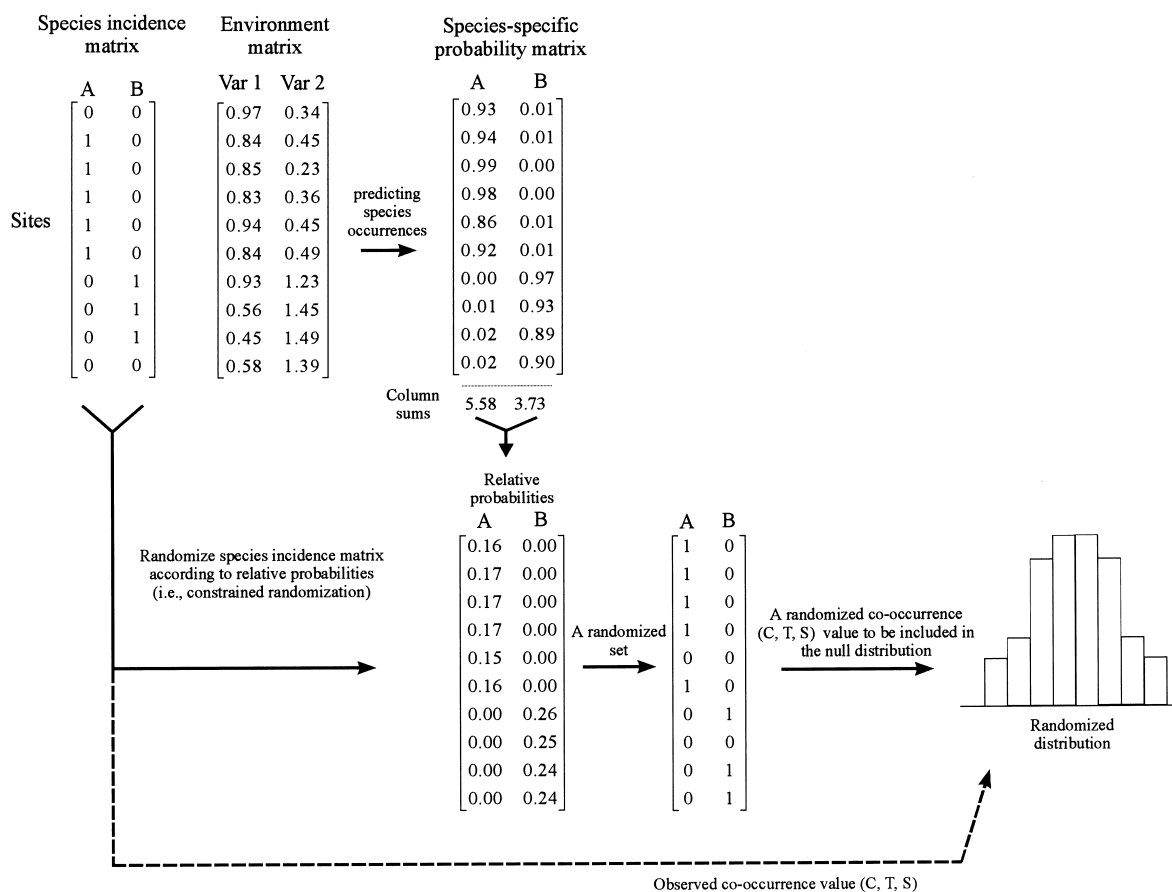 Species incidence
matrix
Environment
matrix
Species-specific
probability matrix
A B
Var 1 Var 2
A B
0 0 0.97 0.34 0.93 0.01
1 0 0.84 0.45 0.94 0.01
1 0 0.85 0.23 0.99 0.00
1 0 0.83 0.36 0.98 0.00
1 0 0.94 0.45 0.86 0.01
1 0 0.84 0.49 0.92 0.01
0 1 0.93 1.23 0.00 0.97
0 1 0.56 1.45 0.01 0.93
0 1 0.45 1.49 0.02 0.89
0 0 0.58 1.39 0.02 0.90
Sites
predicting
species
occurrences
Column
sums
5.58 3.73
Relative
probabilities
A B
A B
0.16 0.00 1 0
0.17 0.00 1 0
0.17 0.00 1 0
0.17 0.00 1 0
0.15 0.00 0 0
0.16 0.00 1 0
0.00 0.26 0 1
0.00 0.25 0 0
0.00 0.24 0 1
0.00 0.24 0 1
Randomize species incidence matrix
according to relative probabilities
(i.e., constrained randomization)
A randomized
set
A randomized co-occurrence
(C, T, S) value to be included in
the null distribution
Randomized
distribution
Observed co-occurrence value (C, T, S)